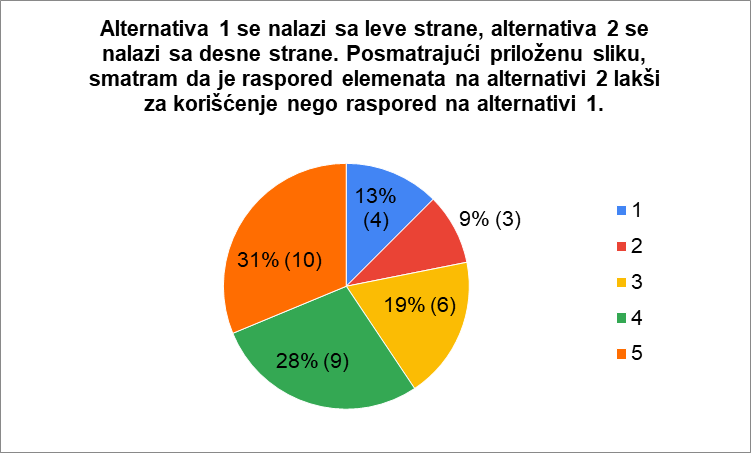 Alternativa 1 se nalazi sa leve strane, alternativa 2 se
nalazi sa desne strane. Posmatrajući priloženu sliku,
smatram da je raspored elemenata na alternativi 2 lakši
za korišćenje nego raspored na alternativi 1.
13%
(4)
9% (3)
19% (6)
28% (9)
31% (10)
1
2
3
4
5